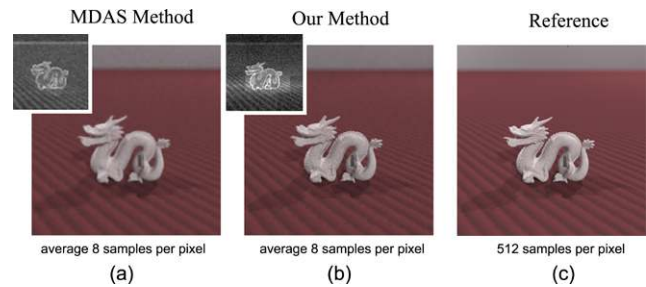 MDAS Method
Our Method
Reference
average 8 samples per pixel
average 8 samples per pixel
512 samples per pixel
(a)
(b)
(c)